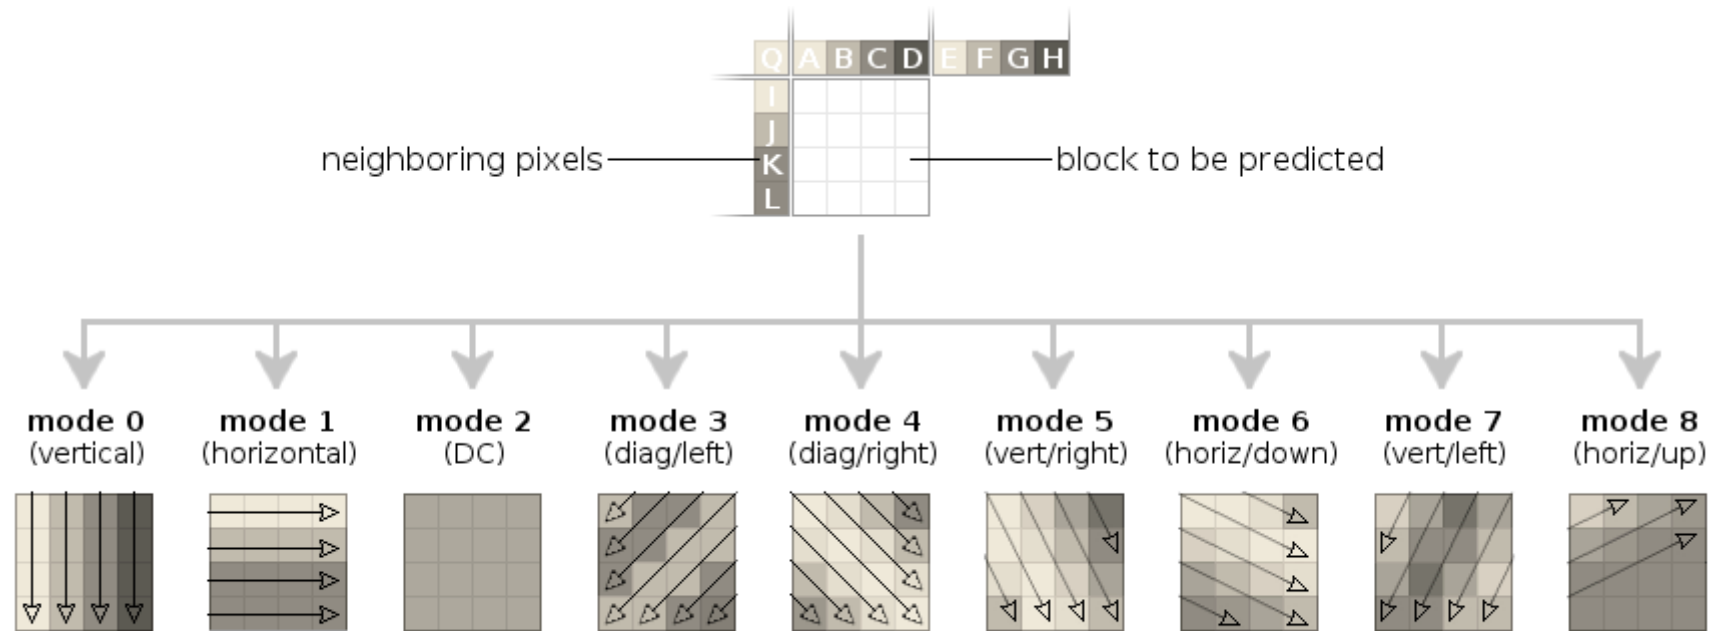 Q A B C D E F G H
I
J
neighboring pixels K block to be predicted
L
mode 0 mode 1 mode 2 mode 3 mode 4 mode 5 mode 6 mode 7 mode 8
(vertical) (horizontal) (DC) (diag/left) (diag/right) (vert/right) (horiz/down) (vert/left) (horiz/up)